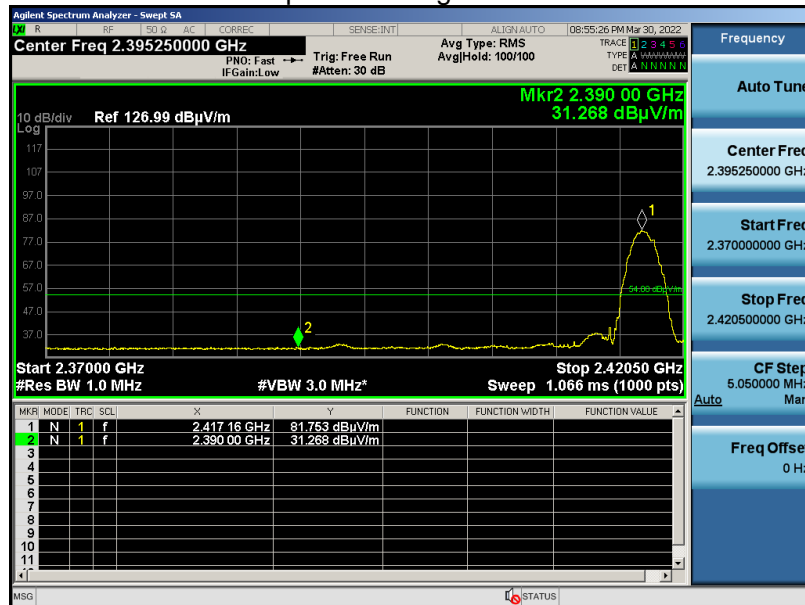 Agilent Spectrum Analyzer - Swept SA
LXI R RF 50 Ω AC CORREC SENSE:INT ALIGN AUTO 08:55:26 PM Mar 30, 2022
Center Freq 2.395250000 GHz
PNO: Fast
IFGain:Low
Trig: Free Run
#Atten: 30 dB
Avg Type: RMS
Avg|Hold: 100/100
TRACE 1 2 3 4 5 6
TYPE A WWWWW
DET A N N N N N
Mkr2 2.390 00 GHz
31.268 dBµV/m
10 dB/div Ref 126.99 dBµV/m
Log
117
107
97.0
87.0
77.0
67.0
57.0
47.0
37.0
1
2
54.00 dBµV/m
Start 2.37000 GHz Stop 2.42050 GHz
#Res BW 1.0 MHz #VBW 3.0 MHz* Sweep 1.066 ms (1000 pts)
MKR MODE TRC SCL X Y FUNCTION FUNCTION WIDTH FUNCTION VALUE
1 N 1 f 2.417 16 GHz 81.753 dBµV/m
2 N 1 f 2.390 00 GHz 31.268 dBµV/m
3
4
5
6
7
8
9
10
11
MSG STATUS
Frequency
Auto Tune
Center Freq
2.395250000 GHz
Start Freq
2.370000000 GHz
Stop Freq
2.420500000 GHz
CF Step
5.050000 MHz
Auto Man
Freq Offset
0 Hz